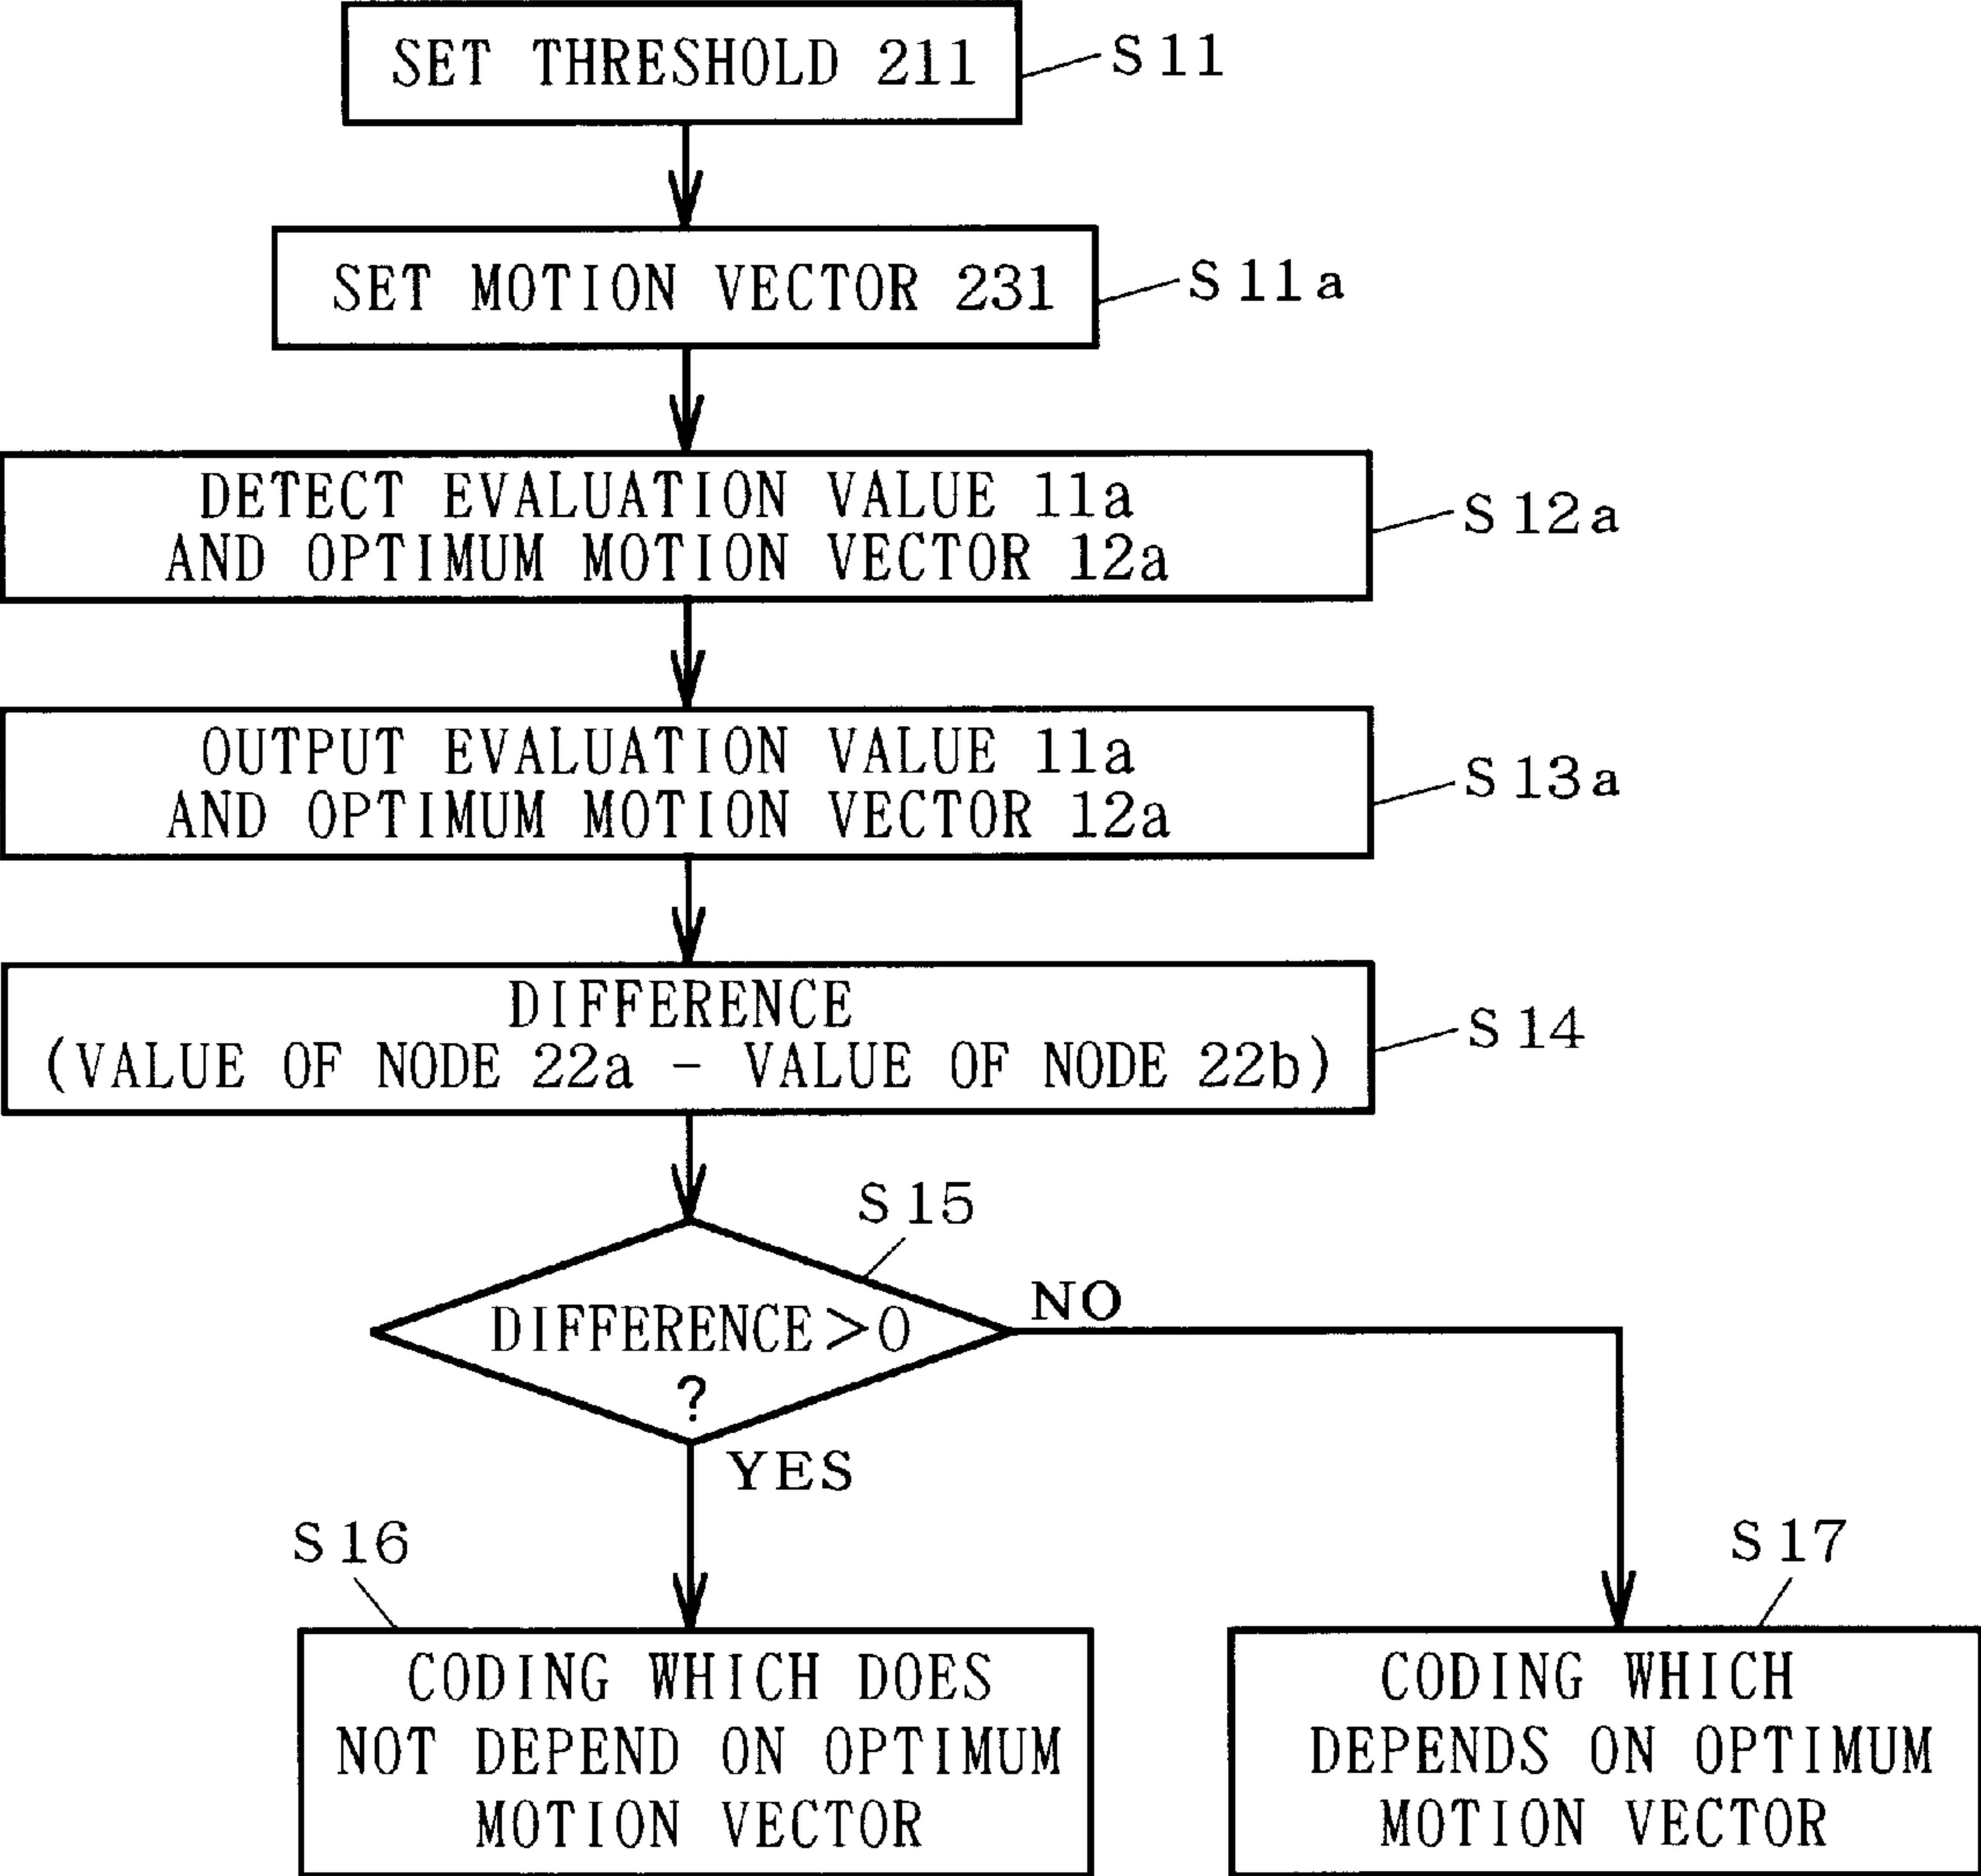 SET THRESHOLD 211
S11
SET MOTION VECTOR 231
S11a
DETECT EVALUATION VALUE 11a
AND OPTIMUM MOTION VECTOR 12a
S12a
OUTPUT EVALUATION VALUE 11a
AND OPTIMUM MOTION VECTOR 12a
S13a
DIFFERENCE
(VALUE OF NODE 22a - VALUE OF NODE 22b)
S14
S15
DIFFERENCE>0
?
NO
YES
S16
CODING WHICH DOES
NOT DEPEND ON OPTIMUM
MOTION VECTOR
S17
CODING WHICH
DEPENDS ON OPTIMUM
MOTION VECTOR